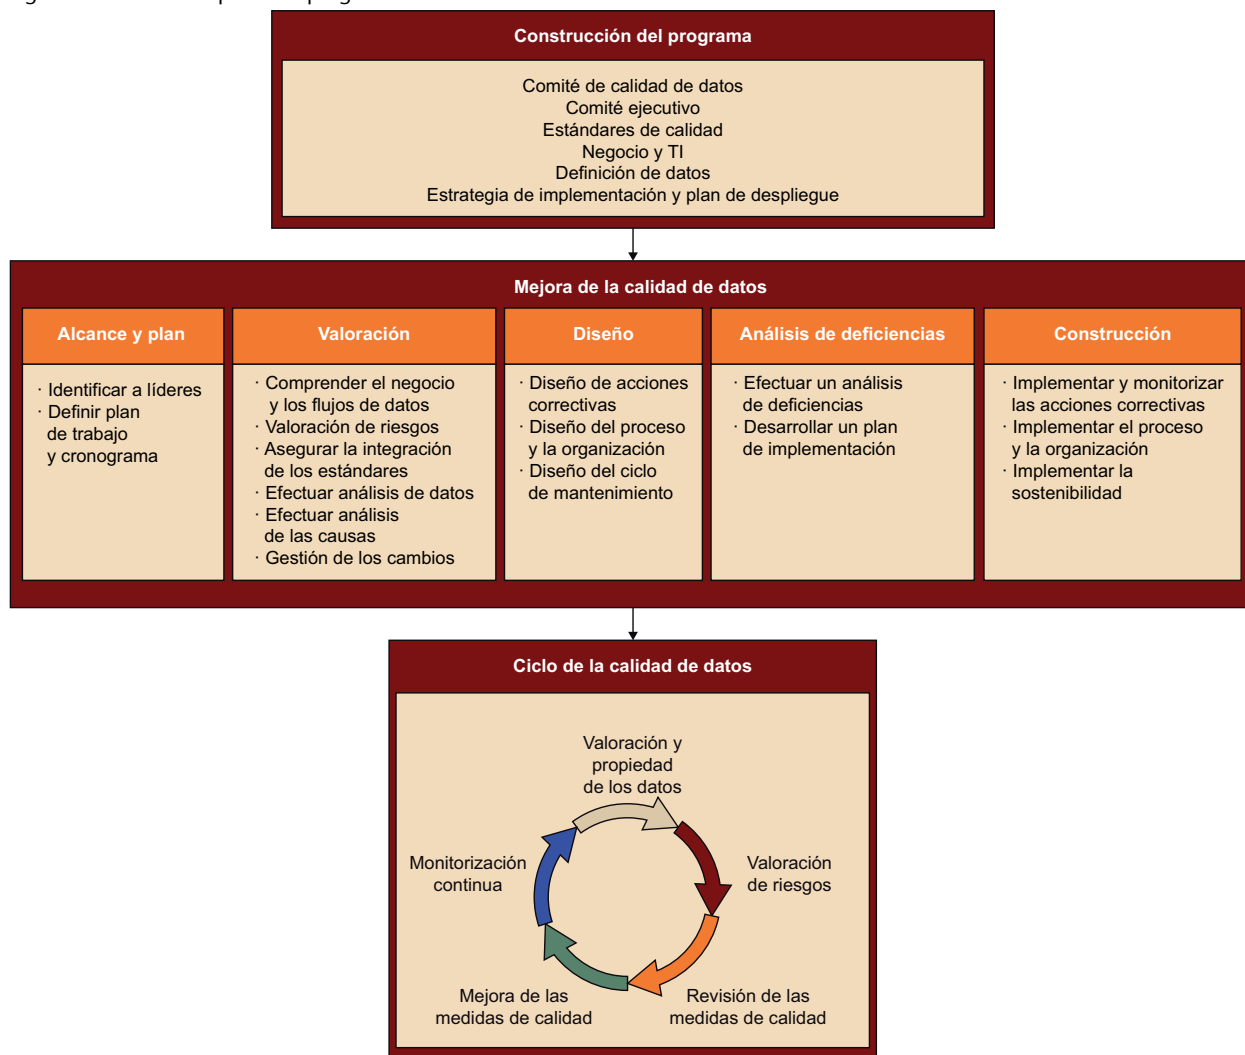 Construcción del programa
Comité de calidad de datos
Comité ejecutivo
Estándares de calidad
Negocio y TI
Definición de datos
Estrategia de implementación y plan de despliegue
Mejora de la calidad de datos
Alcance y plan
· Identificar a líderes
· Definir plan
de trabajo
y cronograma
Valoración
· Comprender el negocio
y los flujos de datos
· Valoración de riesgos
· Asegurar la integración
de los estándares
· Efectuar análisis de datos
· Efectuar análisis
de las causas
· Gestión de los cambios
Diseño
· Diseño de acciones
correctivas
· Diseño del proceso
y la organización
· Diseño del ciclo
de mantenimiento
Análisis de deficiencias
· Efectuar un análisis
de deficiencias
· Desarrollar un plan
de implementación
Construcción
· Implementar y monitorizar
las acciones correctivas
· Implementar el proceso
y la organización
· Implementar la
sostenibilidad
Ciclo de la calidad de datos
Valoración y
propiedad
de los datos
Valoración
de riesgos
Revisión de las
medidas de calidad
Mejora de las
medidas de calidad
Monitorización
continua